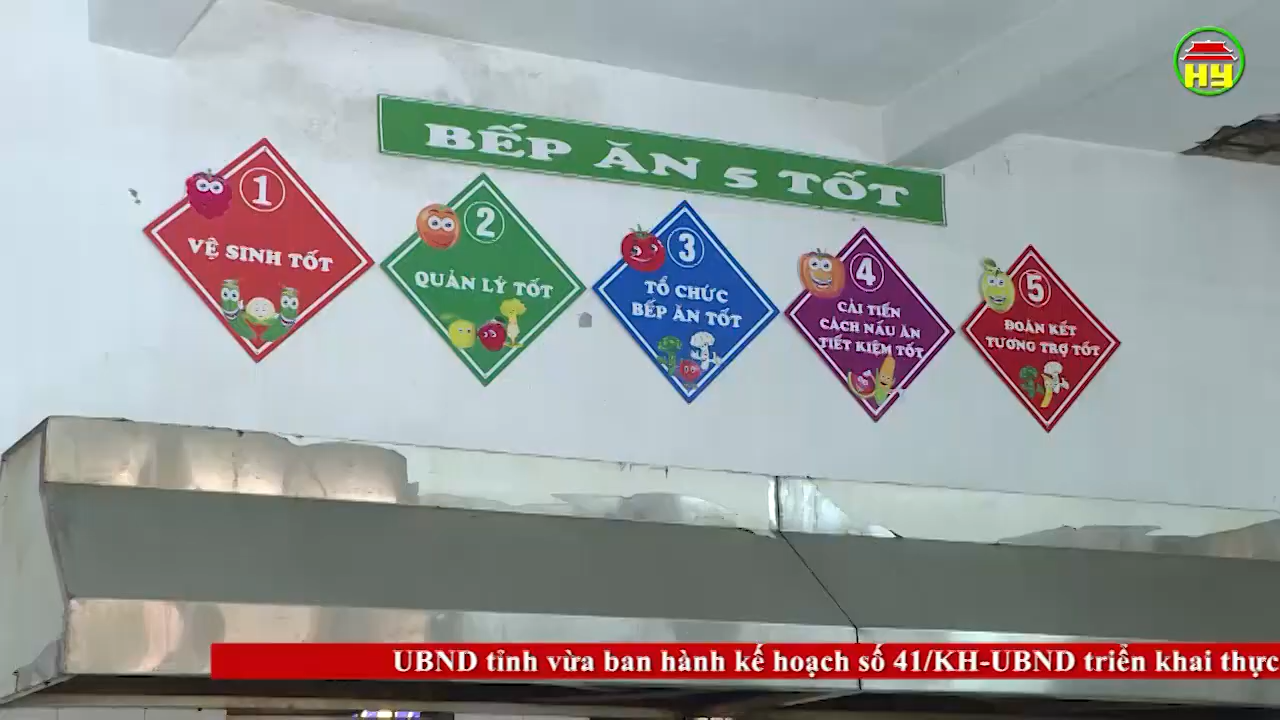 HY
BẾP ĂN 5 TỐT
1
VỆ SINH TỐT
2
QUẢN LÝ TỐT
3
TỔ CHỨC
BẾP ĂN TỐT
4
CẢI TIẾN
CÁCH NẤU ĂN
TIẾT KIỆM TỐT
5
ĐOÀN KẾT
TƯƠNG TRỢ TỐT
UBND tỉnh vừa ban hành kế hoạch số 41/KH-UBND triển khai thực